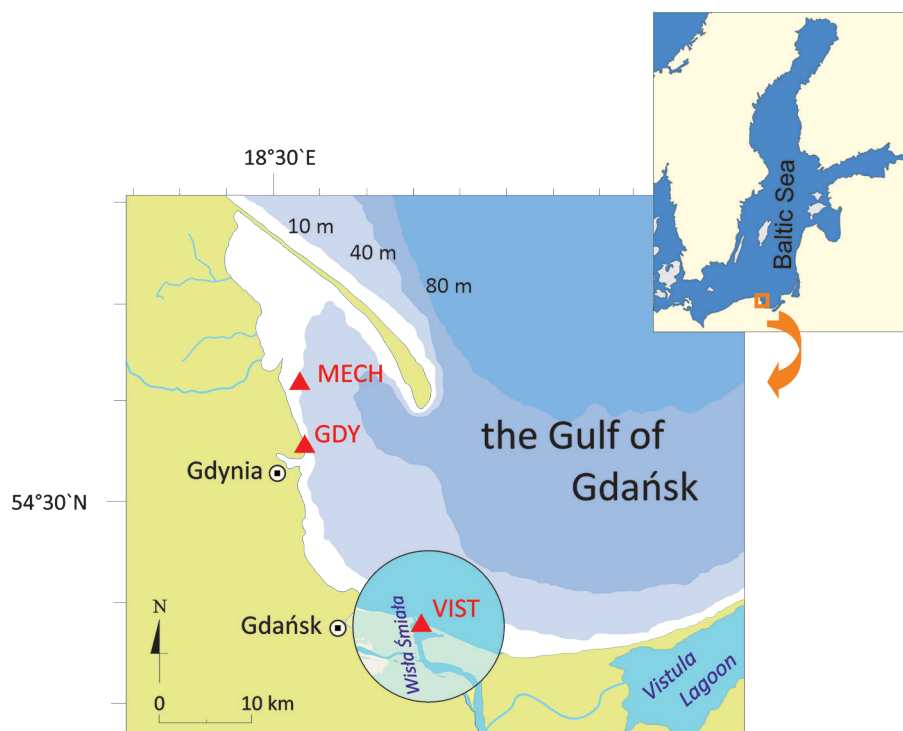 18°30`E
Baltic Sea
10 m
40 m
80 m
MECH
GDY
the Gulf of
Gdańsk
Gdynia
54°30`N
VIST
Gdańsk
Wisła Śmiała
N
0 10 km
Vistula
Lagoon